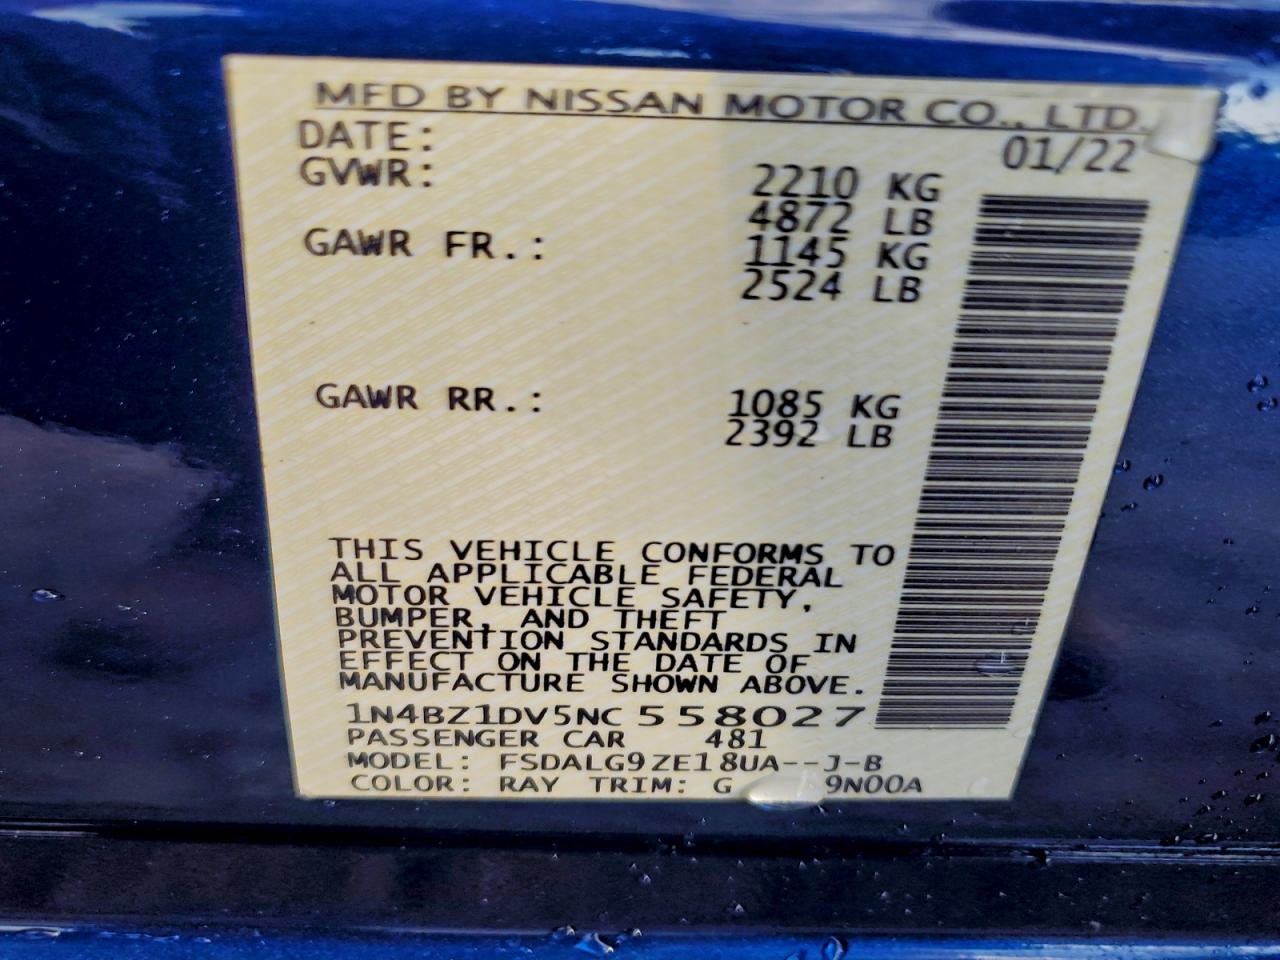 MFD BY NISSAN MOTOR CO., LTD.
DATE: 01/22
GVWR: 2210 KG
4872 LB
GAWR FR.: 1145 KG
2524 LB
GAWR RR.: 1085 KG
2392 LB
THIS VEHICLE CONFORMS TO
ALL APPLICABLE FEDERAL
MOTOR VEHICLE SAFETY,
BUMPER, AND THEFT
PREVENTION STANDARDS IN
EFFECT ON THE DATE OF
MANUFACTURE SHOWN ABOVE.
1N4BZ1DV5NC558027
PASSENGER CAR 481
MODEL: FSDALG9ZE18UA--J-B
COLOR: RAY TRIM: G 9N00A